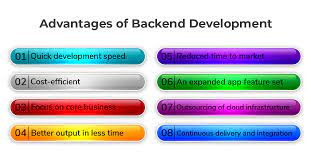 Advantages of Backend Development
01 Quick development speed
02 Cost-efficient
03 Focus on core business
04 Better output in less time
05 Reduced time to market
06 An expanded app feature set
07 Outsourcing of cloud infrastructure
08 Continuous delivery and integration